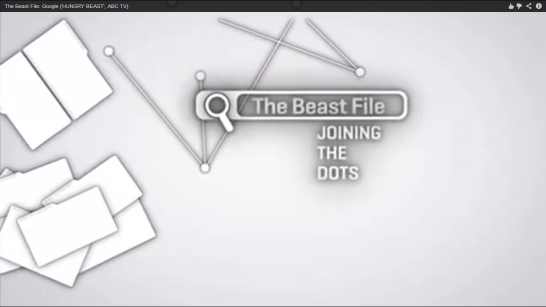 The Beast File: Google ('HUNGRY BEAST', ABC TV)
The Beast File
JOINING
THE
DOTS